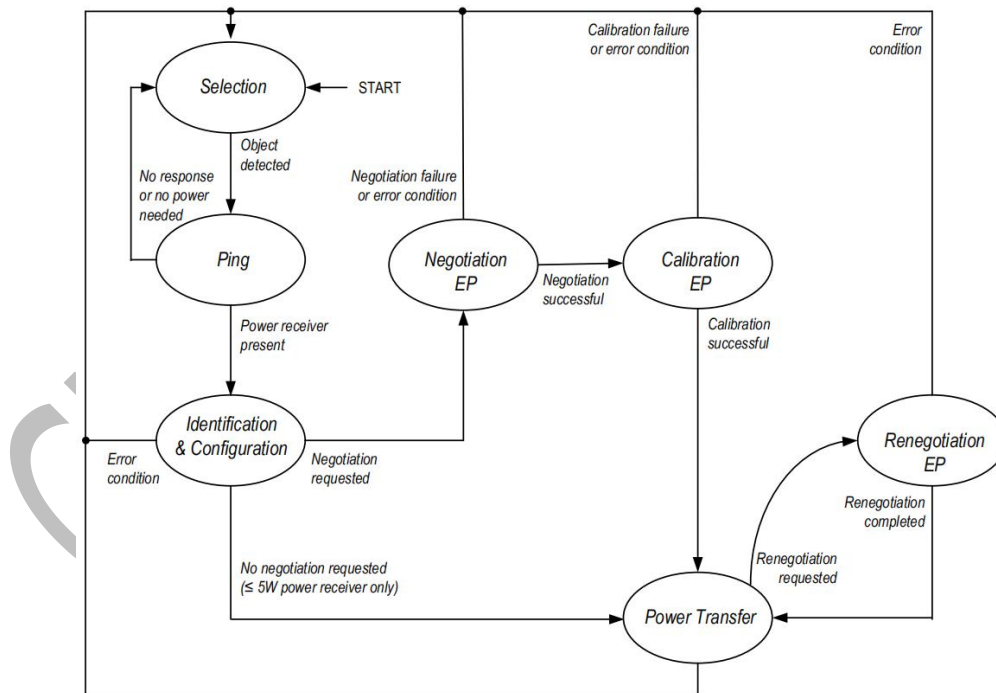 Calibration failure
or error condition
Error
condition
Selection
START
Object
detected
No response
or no power
needed
Negotiation failure
or error condition
Ping
Negotiation
EP
Negotiation
successful
Calibration
EP
Power receiver
present
Calibration
successful
Identification
& Configuration
Error
condition
Negotiation
requested
Renegotiation
EP
Renegotiation
completed
No negotiation requested
(≤ 5W power receiver only)
Renegotiation
requested
Power Transfer